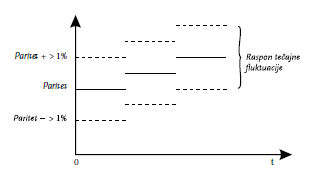 Paritet + > 1%
Raspon tečajne
fluktuacije
Paritet
Paritet – > 1%
0
t